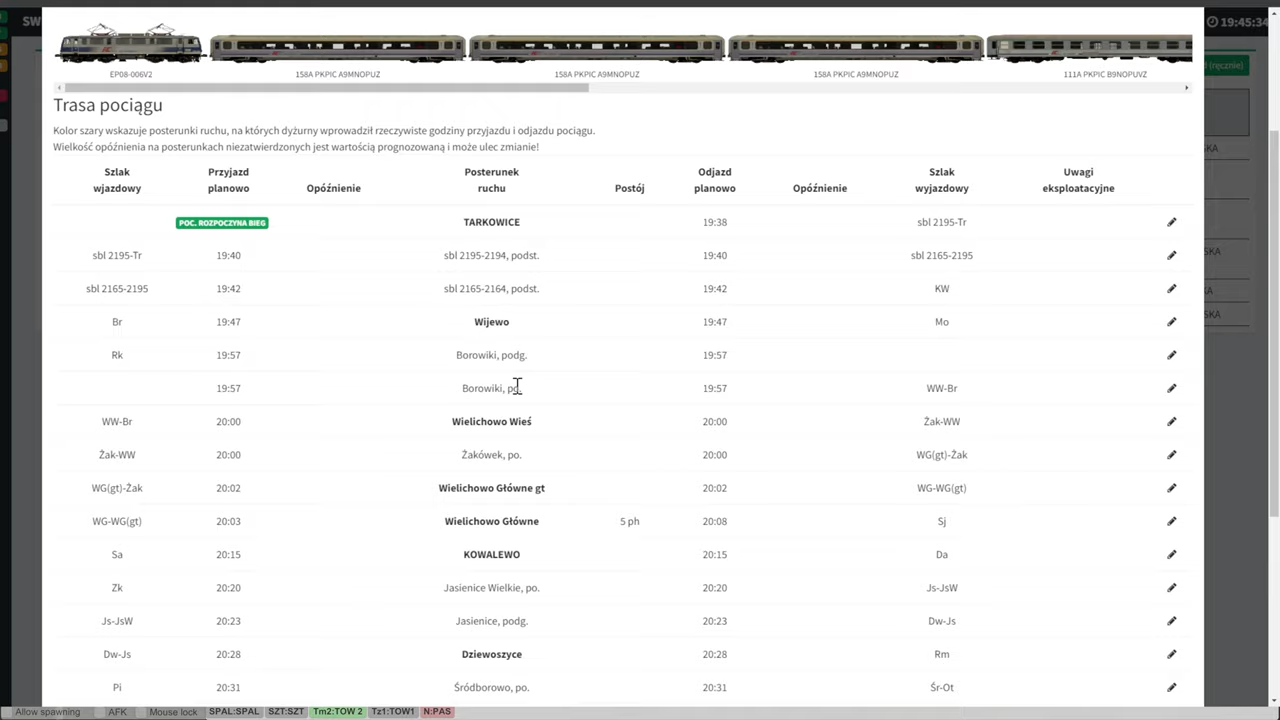 SW
19:45:34
(ręcznie)
EP08-006V2 158A PKPIC A9MNOPUZ 158A PKPIC A9MNOPUZ 158A PKPIC A9MNOPUZ 111A PKPIC B9NOPUVZ
Trasa pociągu
Kolor szary wskazuje posterunki ruchu, na których dyżurny wprowadził rzeczywiste godziny przyjazdu i odjazdu pociągu.
Wielkość opóźnienia na posterunkach niezatwierdzonych jest wartością prognozowaną i może ulec zmianie!
Szlak wjazdowy Przyjazd planowo Opóźnienie Posterunek ruchu Postój Odjazd planowo Opóźnienie Szlak wyjazdowy Uwagi eksploatacyjne
POC. ROZPOCZYNA BIEG TARKOWICE 19:38 sbl 2195-Tr
sbl 2195-Tr 19:40 sbl 2195-2194, podst. 19:40 sbl 2165-2195
sbl 2165-2195 19:42 sbl 2165-2164, podst. 19:42 KW
Br 19:47 Wijewo 19:47 Mo
Rk 19:57 Borowiki, podg. 19:57
19:57 Borowiki, po. 19:57 WW-Br
WW-Br 20:00 Wielichowo Wieś 20:00 Żak-WW
Żak-WW 20:00 Żakówek, po. 20:00 WG(gt)-Żak
WG(gt)-Żak 20:02 Wielichowo Główne gt 20:02 WG-WG(gt)
WG-WG(gt) 20:03 Wielichowo Główne 5 ph 20:08 Sj
Sa 20:15 KOWALEWO 20:15 Da
Zk 20:20 Jasienice Wielkie, po. 20:20 Js-JsW
Js-JsW 20:23 Jasienice, podg. 20:23 Dw-Js
Dw-Js 20:28 Dziewoszyce 20:28 Rm
Pi 20:31 Śródborowo, po. 20:31 Śr-Ot
Allow spawning AFK Mouse lock SPAL:SPAL SZT:SZT Tm2:TOW 2 Tz1:TOW1 N:PAS